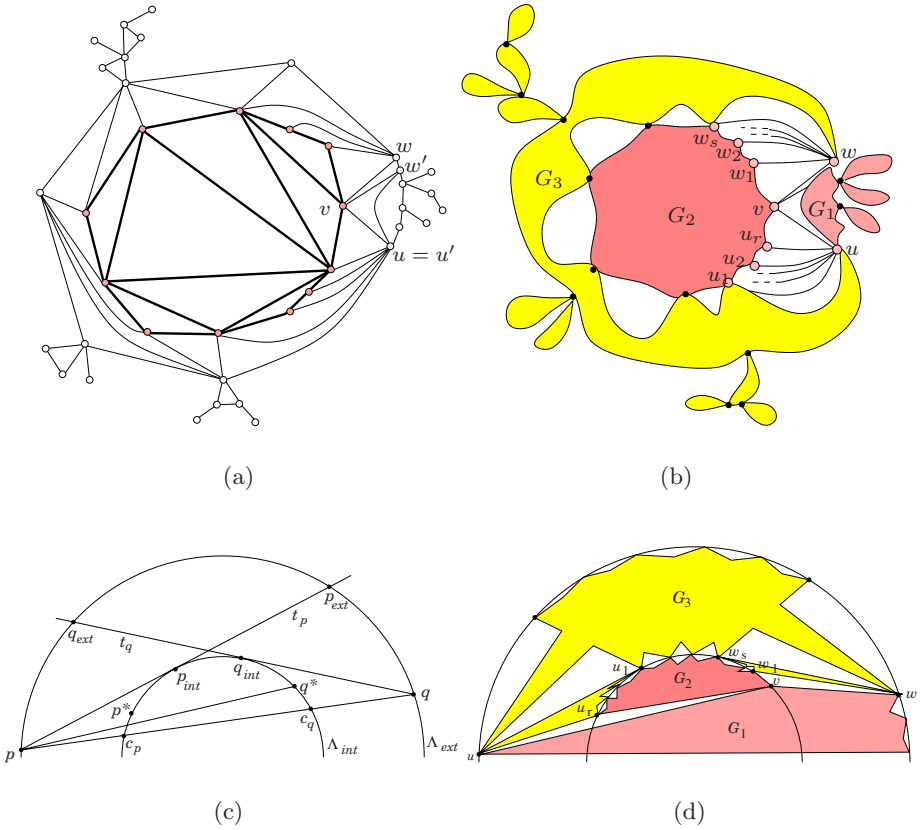 w
w'
v
u = u'
(a)
w_s
w_2
w_1
w
G_3
G_2
G_1
v
u_r
u_2
u_1
u
(b)
q_ext
t_q
t_p
p_ext
p_int
q_int
q*
q
p*
c_q
c_p
p
Λ_int
Λ_ext
(c)
G_3
u_1
w_s
w_1
G_2
v
w
u_r
G_1
u
(d)